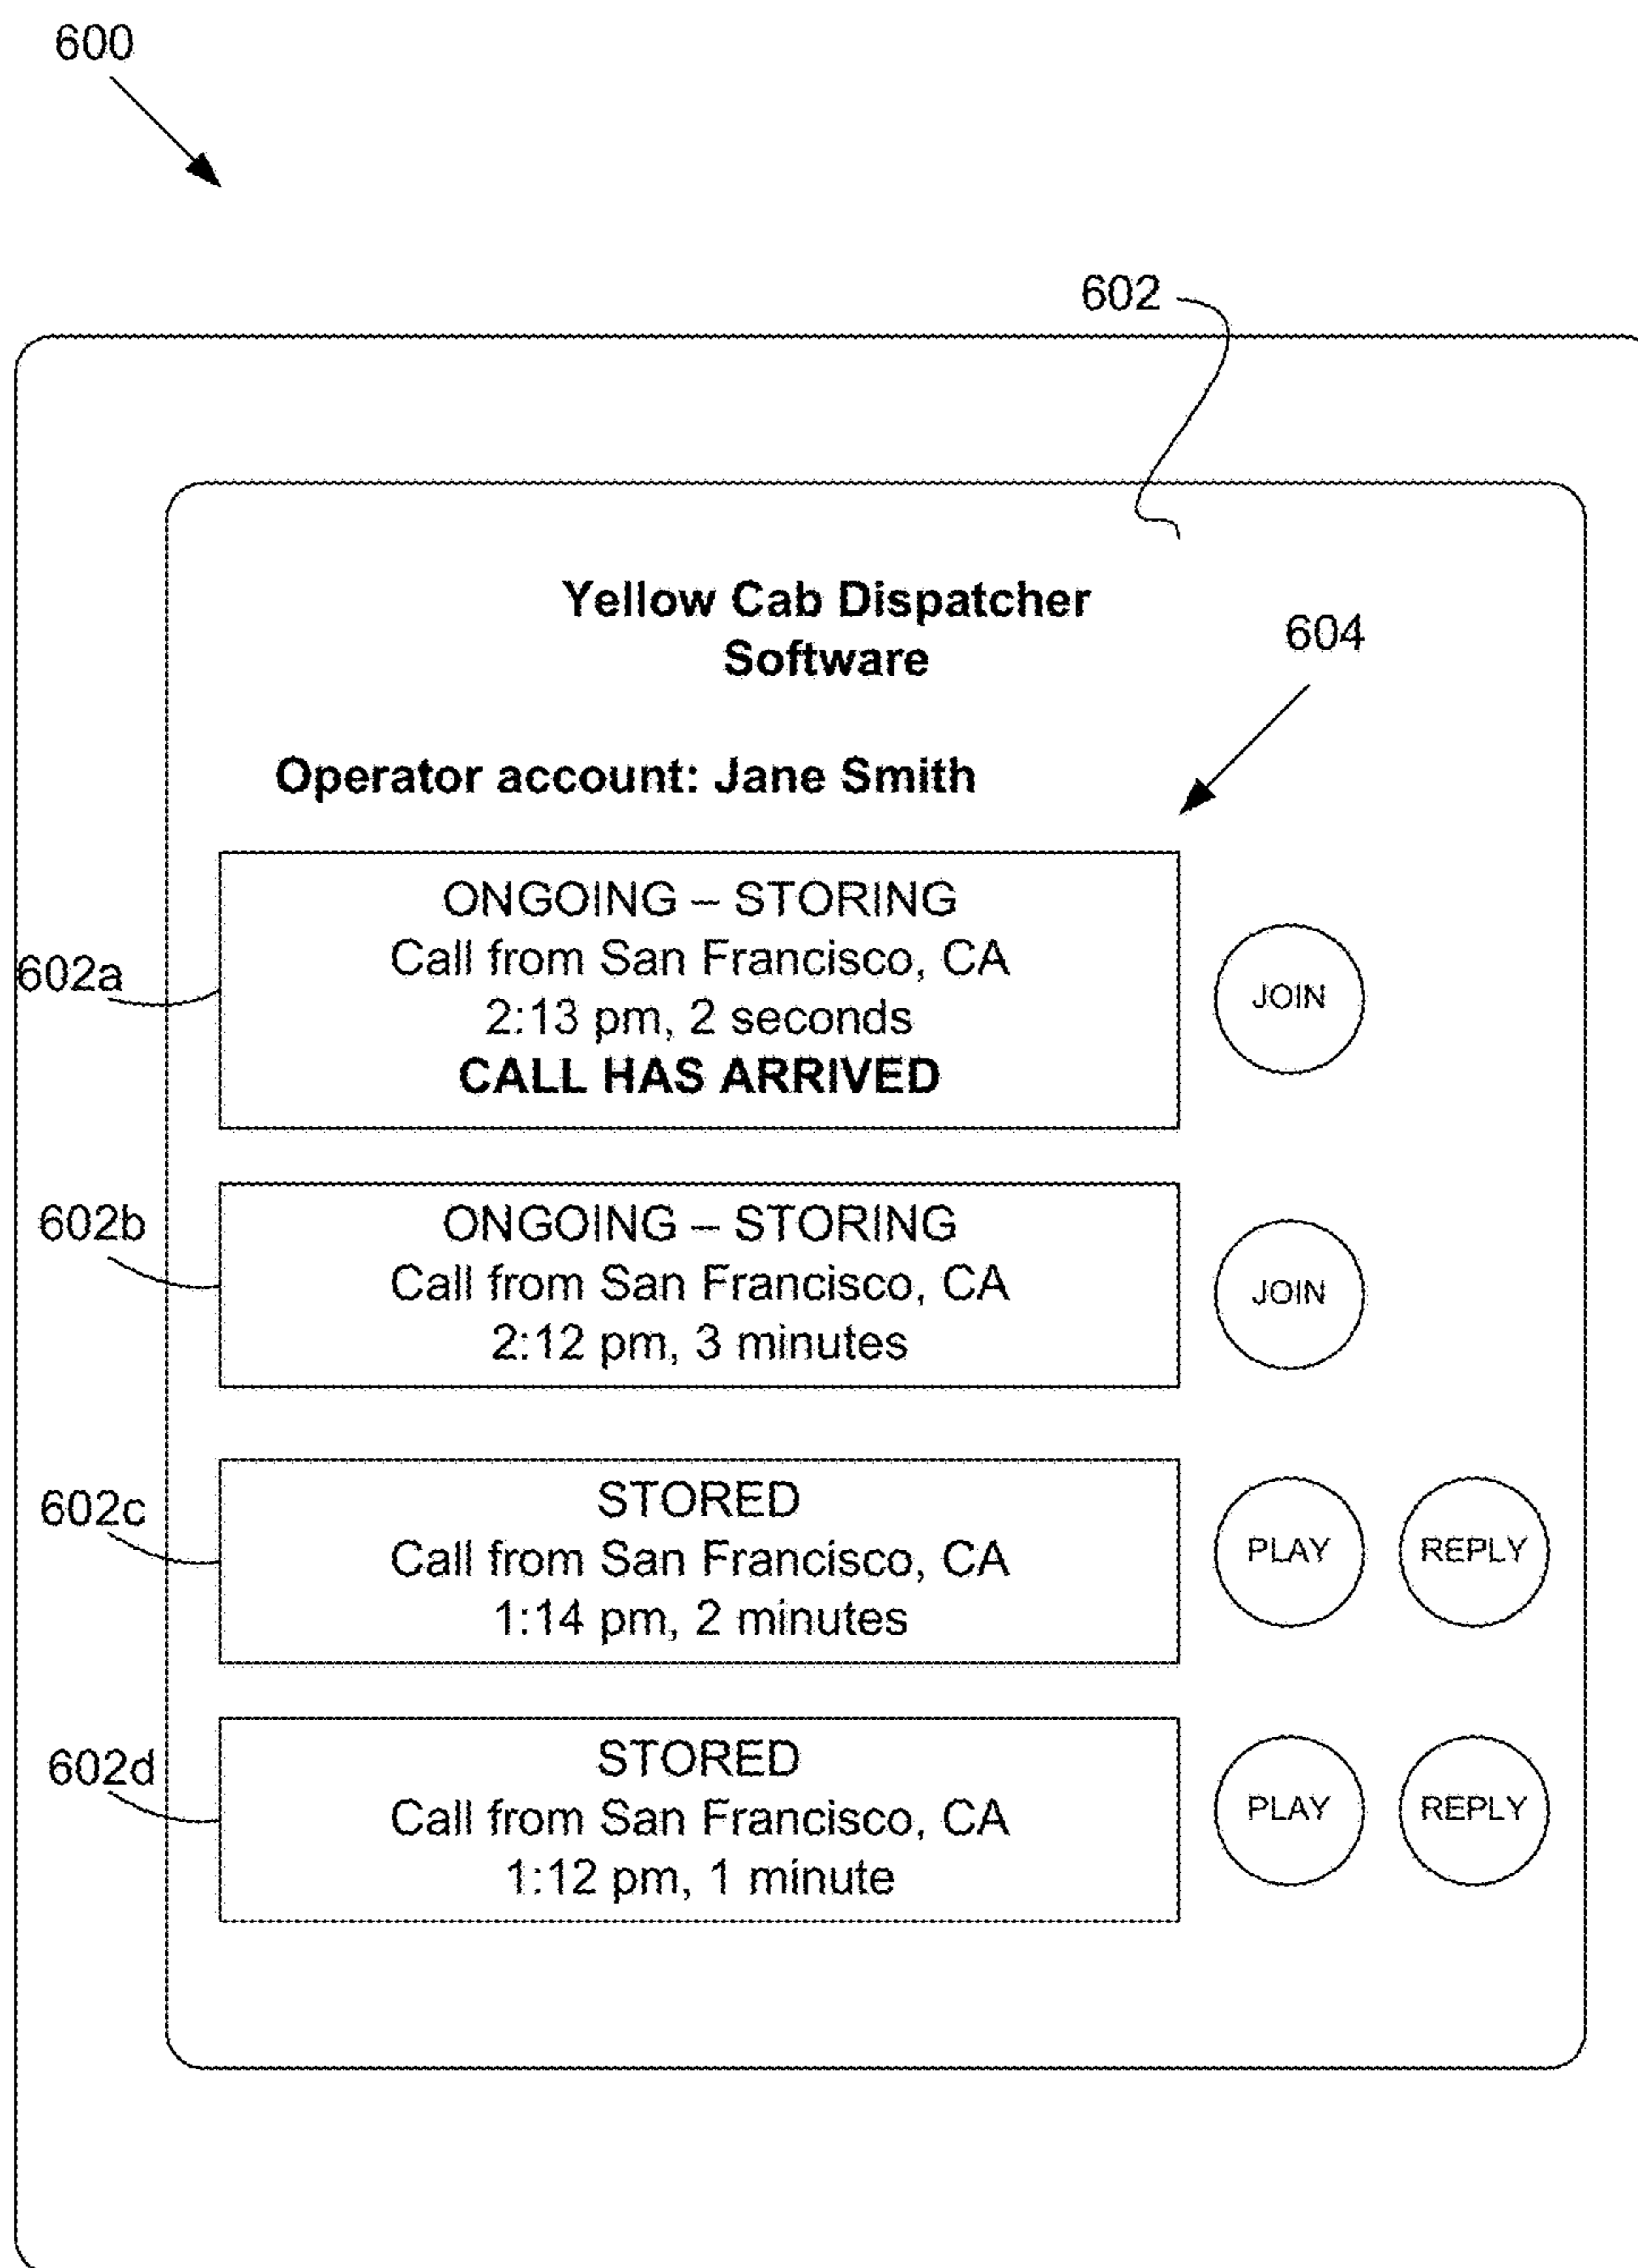 600
602
Yellow Cab Dispatcher
Software
604
Operator account: Jane Smith
602a
ONGOING – STORING
Call from San Francisco, CA
2:13 pm, 2 seconds
CALL HAS ARRIVED
JOIN
602b
ONGOING – STORING
Call from San Francisco, CA
2:12 pm, 3 minutes
JOIN
602c
STORED
Call from San Francisco, CA
1:14 pm, 2 minutes
PLAY
REPLY
602d
STORED
Call from San Francisco, CA
1:12 pm, 1 minute
PLAY
REPLY